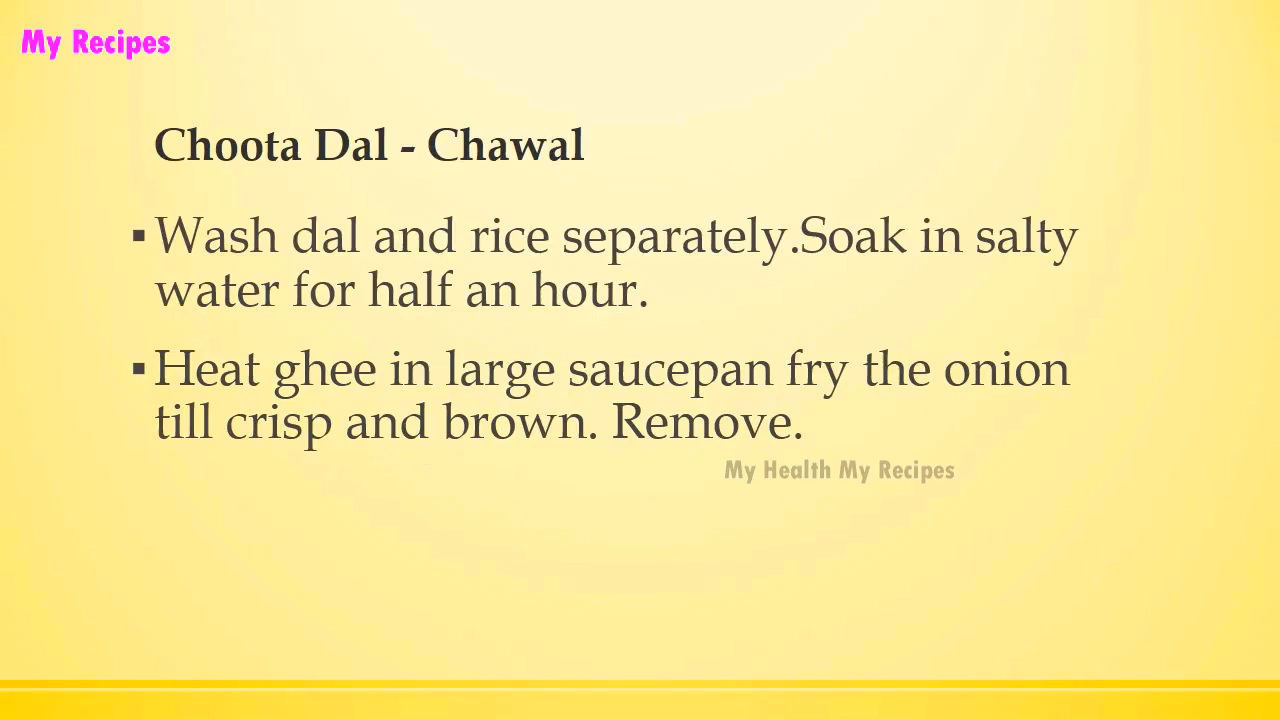 My Recipes
Choota Dal - Chawal
▪Wash dal and rice separately.Soak in salty
water for half an hour.
▪Heat ghee in large saucepan fry the onion
till crisp and brown. Remove.
My Health My Recipes